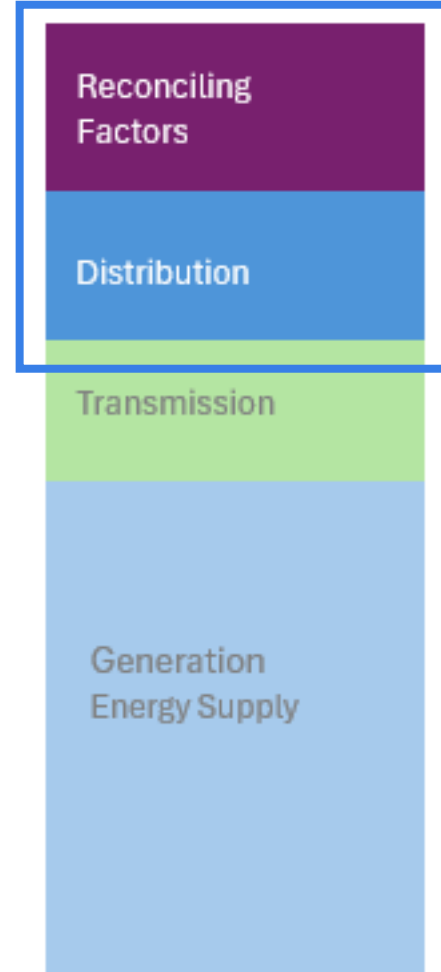 Reconciling
Factors
Distribution
Transmission
Generation
Energy Supply